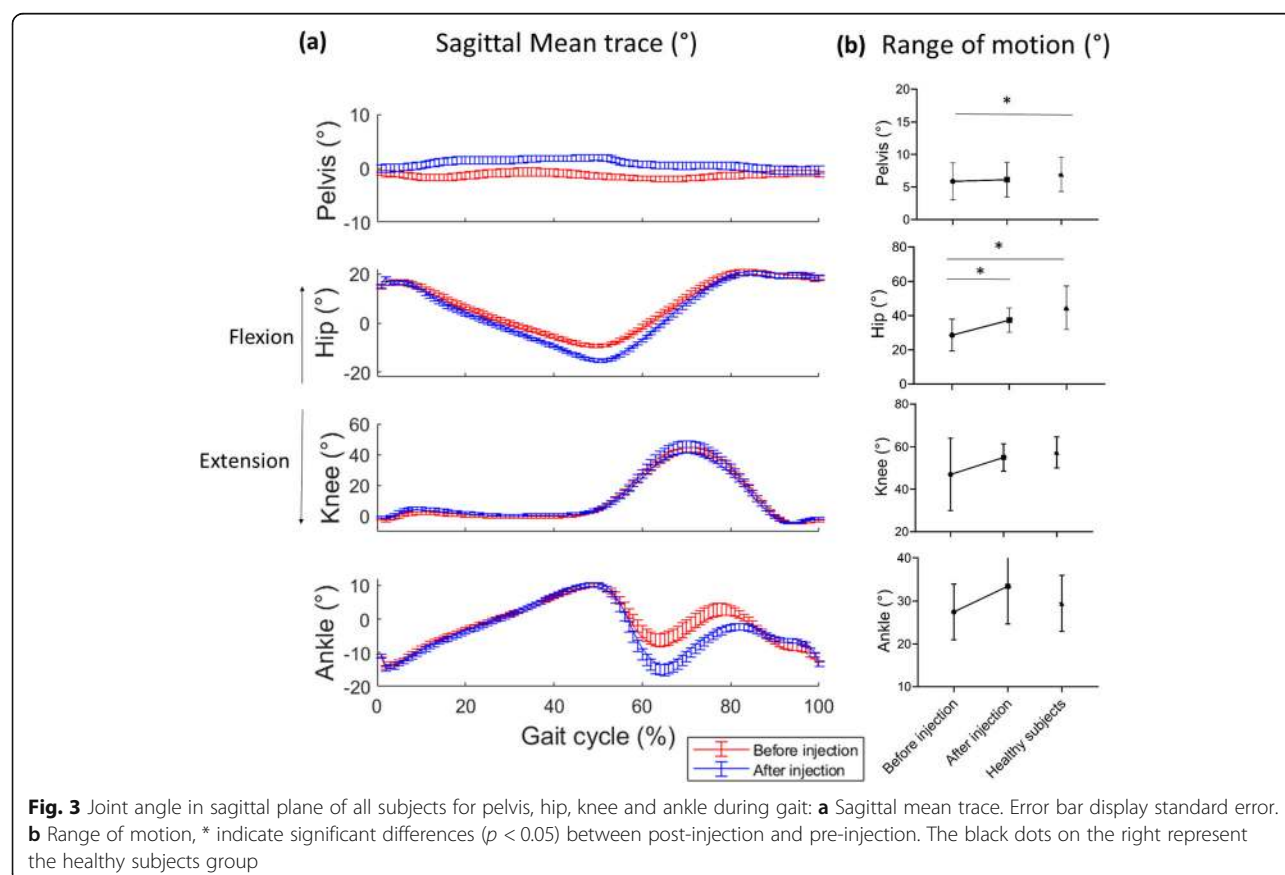 (a) Sagittal Mean trace (°)
(b) Range of motion (°)
Pelvis (°)
10
0
-10
Flexion
Extension
Hip (°)
20
0
-20
Knee (°)
60
40
20
0
Ankle (°)
10
0
-10
-20
0 20 40 60 80 100
Gait cycle (%)
Before injection
After injection
Pelvis (°)
20
15
10
5
0
*
Hip (°)
80
60
40
20
0
*
*
Knee (°)
80
60
40
20
Ankle (°)
40
30
20
10
Before injection
After injection
Healthy subjects
Fig. 3 Joint angle in sagittal plane of all subjects for pelvis, hip, knee and ankle during gait: a Sagittal mean trace. Error bar display standard error.
b Range of motion, * indicate significant differences (p < 0.05) between post-injection and pre-injection. The black dots on the right represent
the healthy subjects group